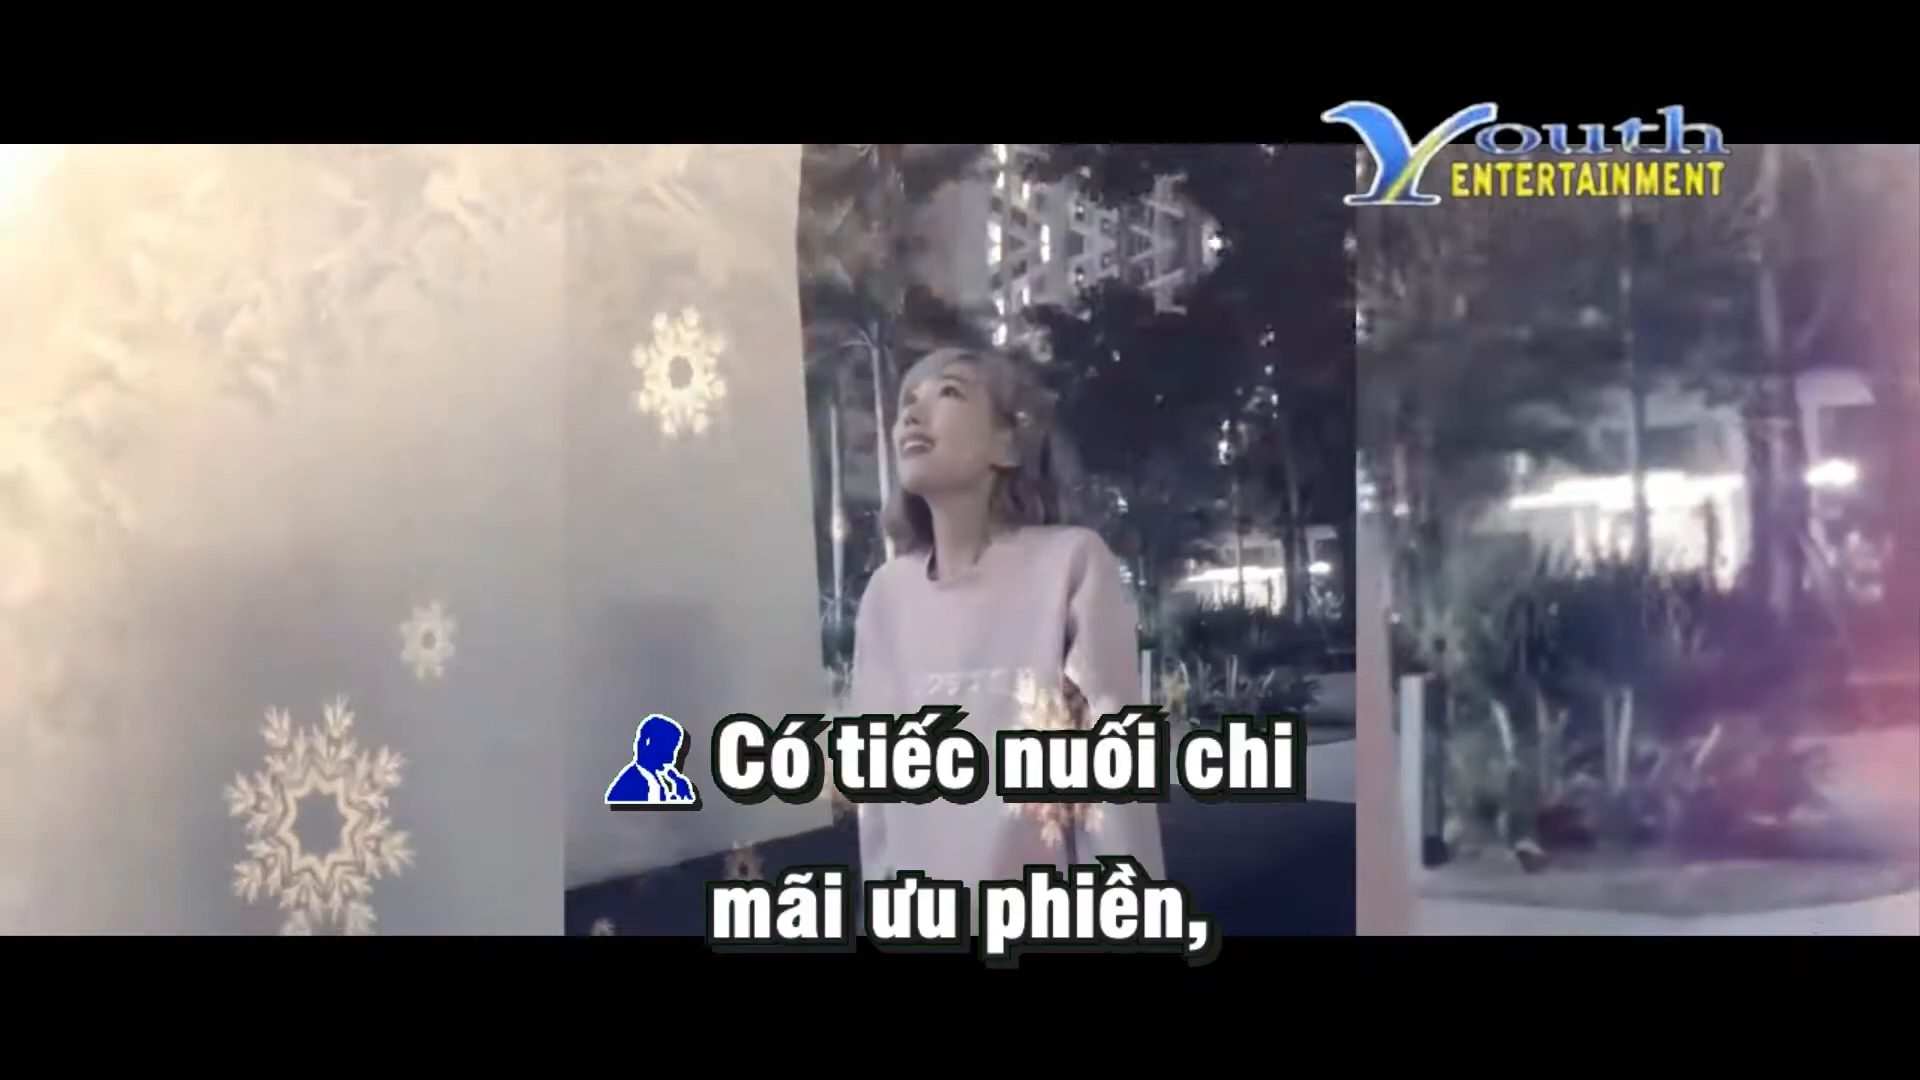 Youth
ENTERTAINMENT
Có tiếc nuối chi
mãi ưu phiền,